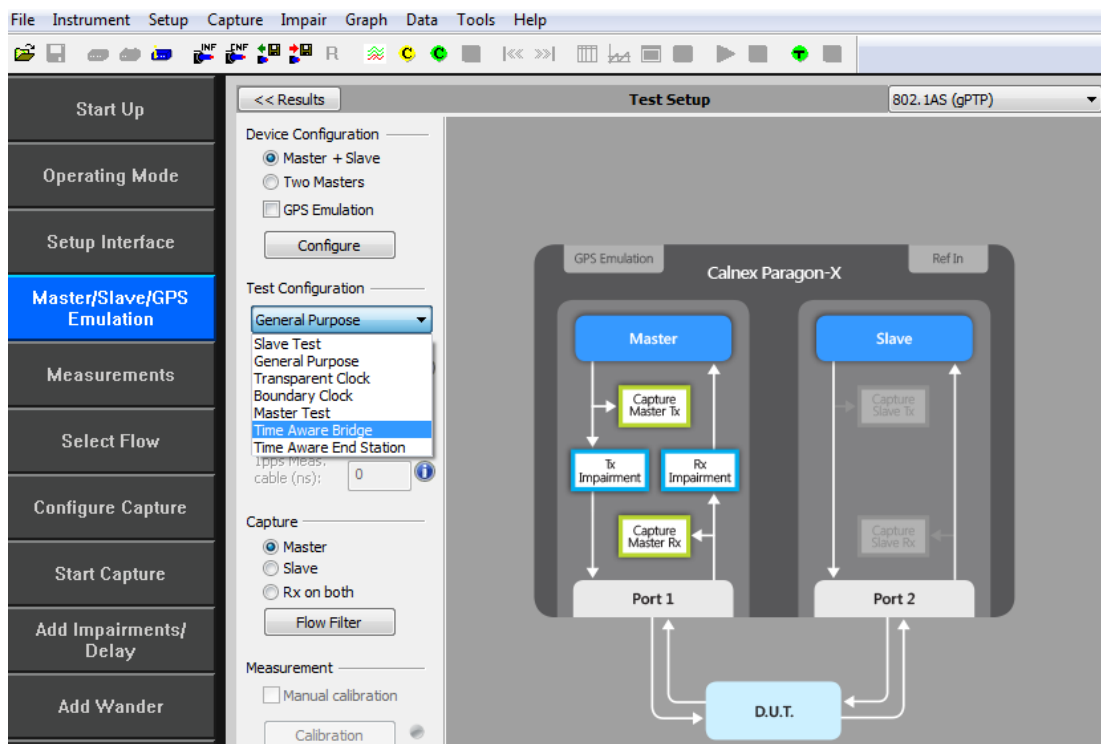 File Instrument Setup Capture Impair Graph Data Tools Help
INF CNF R C C T
Start Up
Operating Mode
Setup Interface
Master/Slave/GPS
Emulation
Measurements
Select Flow
Configure Capture
Start Capture
Add Impairments/
Delay
Add Wander
<< Results
Test Setup
802.1AS (gPTP)
Device Configuration
Master + Slave
Two Masters
GPS Emulation
Configure
Test Configuration
General Purpose
Slave Test
General Purpose
Transparent Clock
Boundary Clock
Master Test
Time Aware Bridge
Time Aware End Station
1pps Meas.
cable (ns):
0
Capture
Master
Slave
Rx on both
Flow Filter
Measurement
Manual calibration
Calibration
GPS Emulation
Calnex Paragon-X
Ref In
Master
Capture
Master Tx
Tx
Impairment
Rx
Impairment
Capture
Master Rx
Port 1
Slave
Capture
Slave Tx
Capture
Slave Rx
Port 2
D.U.T.